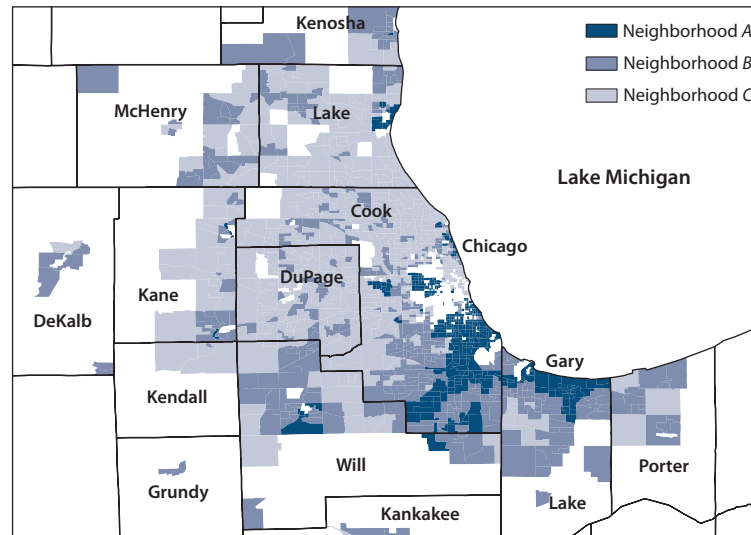 Kenosha
Neighborhood A
Neighborhood B
Neighborhood C
McHenry
Lake
Lake Michigan
Cook
Chicago
DuPage
Kane
DeKalb
Gary
Kendall
Will
Porter
Grundy
Lake
Kankakee